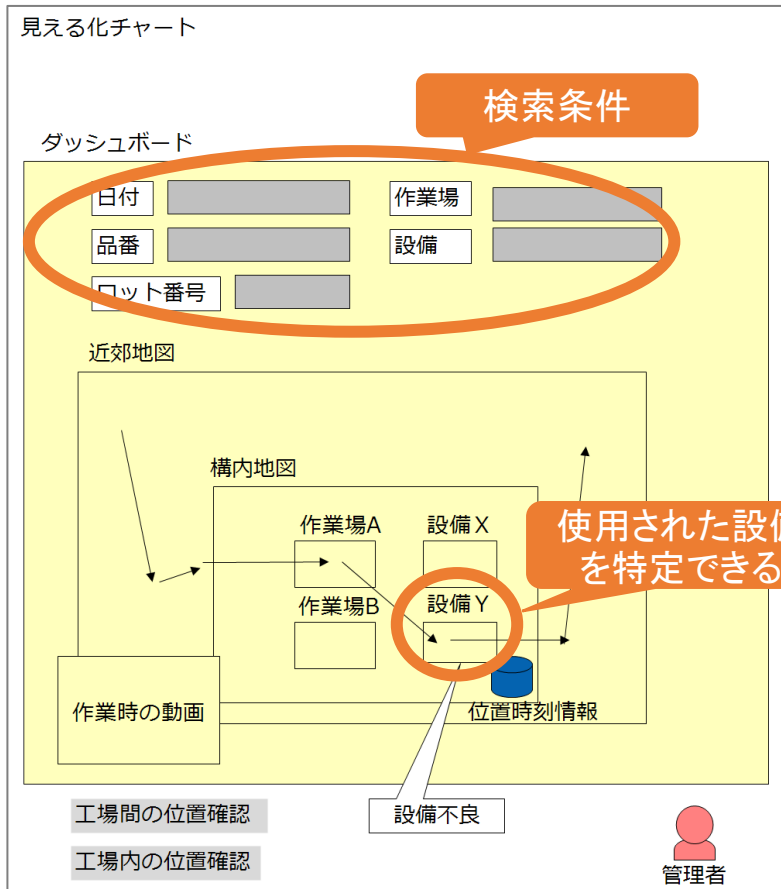 見える化チャート
検索条件
ダッシュボード
日付
作業場
品番
設備
ロット番号
近郊地図
構内地図
作業場A
設備X
使用された設備
を特定できる
作業場B
設備Y
作業時の動画
位置時刻情報
工場間の位置確認
設備不良
工場内の位置確認
管理者